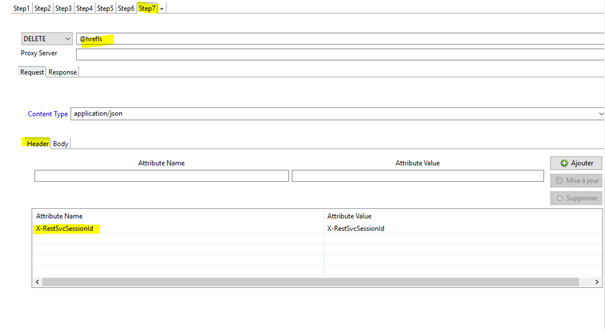 Step1 Step2 Step3 Step4 Step5 Step6 Step7
DELETE @hrefls
Proxy Server
Request Response
Content Type application/json
Header Body
Attribute Name Attribute Value Ajouter
Mise à jour
Supprimer
Attribute Name Attribute Value
X-RestSvcSessionId X-RestSvcSessionId